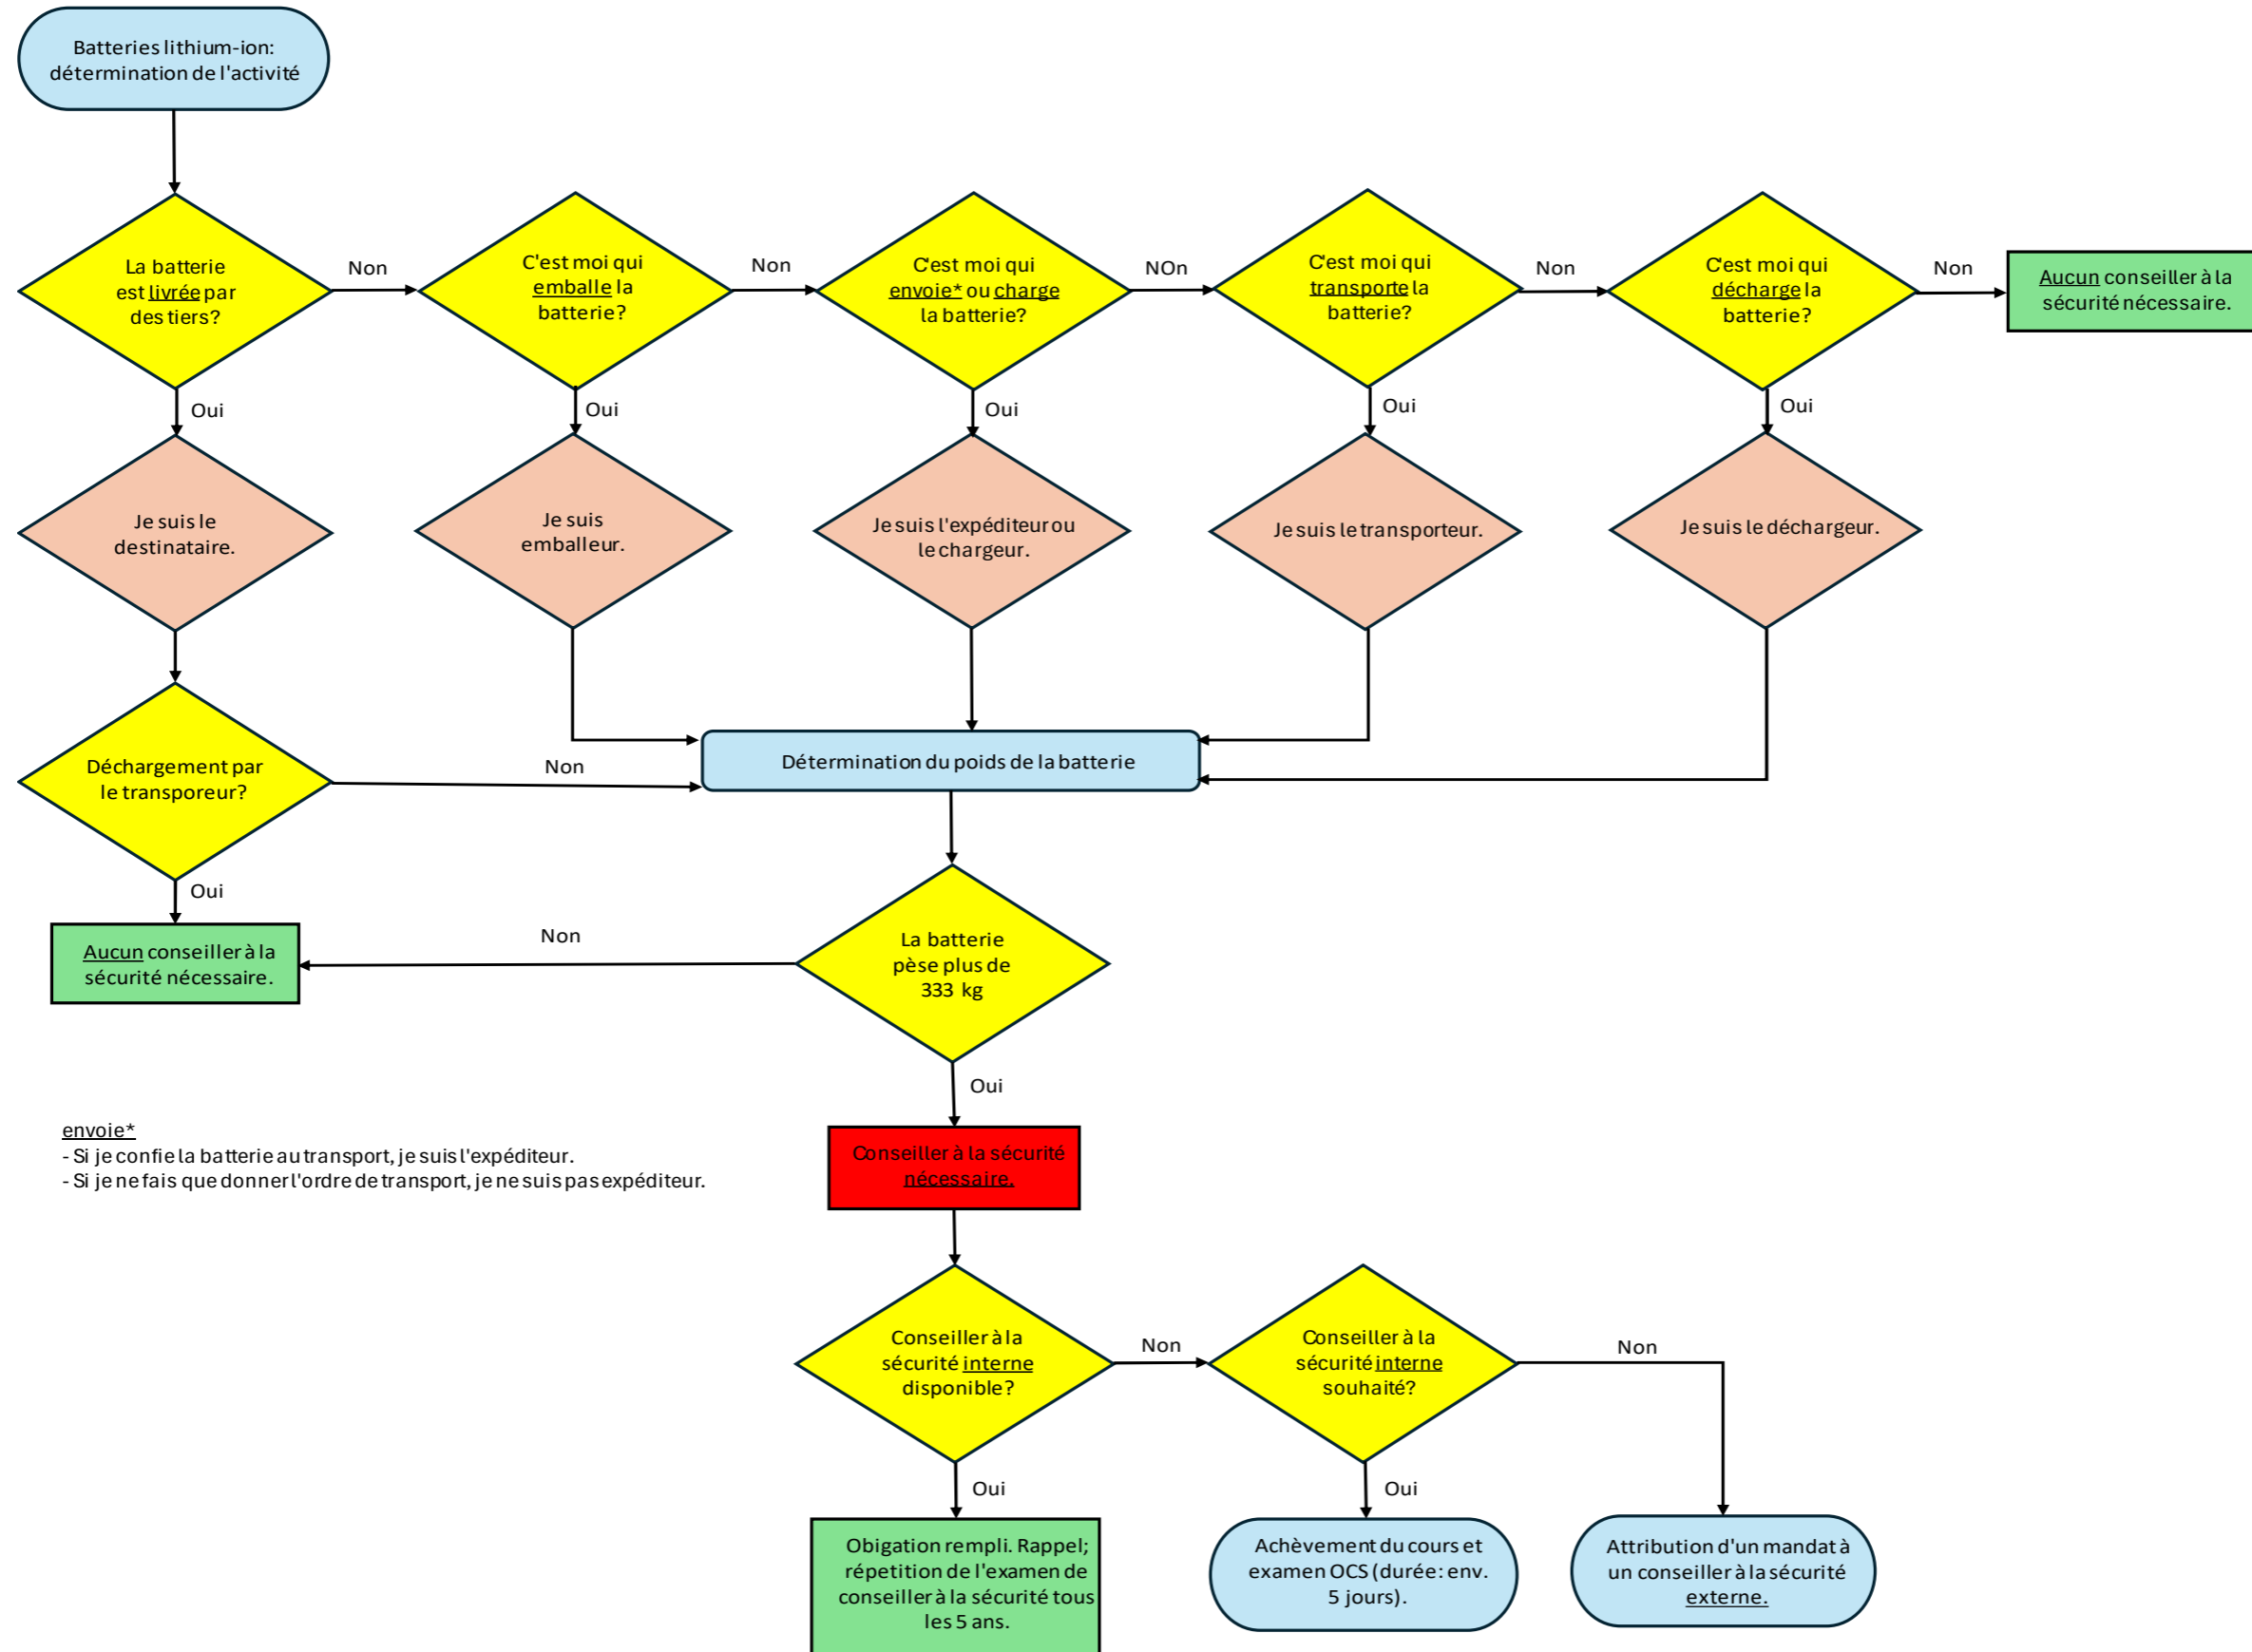 Batteries lithium-ion:
détermination de l'activité
La batterie
est livrée par
des tiers?
Non
C'est moi qui
emballe la
batterie?
Non
C'est moi qui
envoie* ou charge
la batterie?
NOn
C'est moi qui
transporte la
batterie?
Non
C'est moi qui
décharge la
batterie?
Non
Aucun conseiller à la
sécurité nécessaire.
Oui
Oui
Oui
Oui
Oui
Je suis le
destinataire.
Je suis
emballeur.
Je suis l'expéditeur ou
le chargeur.
Je suis le transporteur.
Je suis le déchargeur.
Déchargement par
le transporeur?
Non
Détermination du poids de la batterie
Oui
Aucun conseiller à la
sécurité nécessaire.
Non
La batterie
pèse plus de
333 kg
Oui
envoie*
- Si je confie la batterie au transport, je suis l'expéditeur.
- Si je ne fais que donner l'ordre de transport, je ne suis pas expéditeur.
Conseiller à la sécurité
nécessaire.
Conseiller à la
sécurité interne
disponible?
Non
Conseiller à la
sécurité interne
souhaité?
Non
Oui
Oui
Obigation rempli. Rappel;
répetition de l'examen de
conseiller à la sécurité tous
les 5 ans.
Achèvement du cours et
examen OCS (durée: env.
5 jours).
Attribution d'un mandat à
un conseiller à la sécurité
externe.